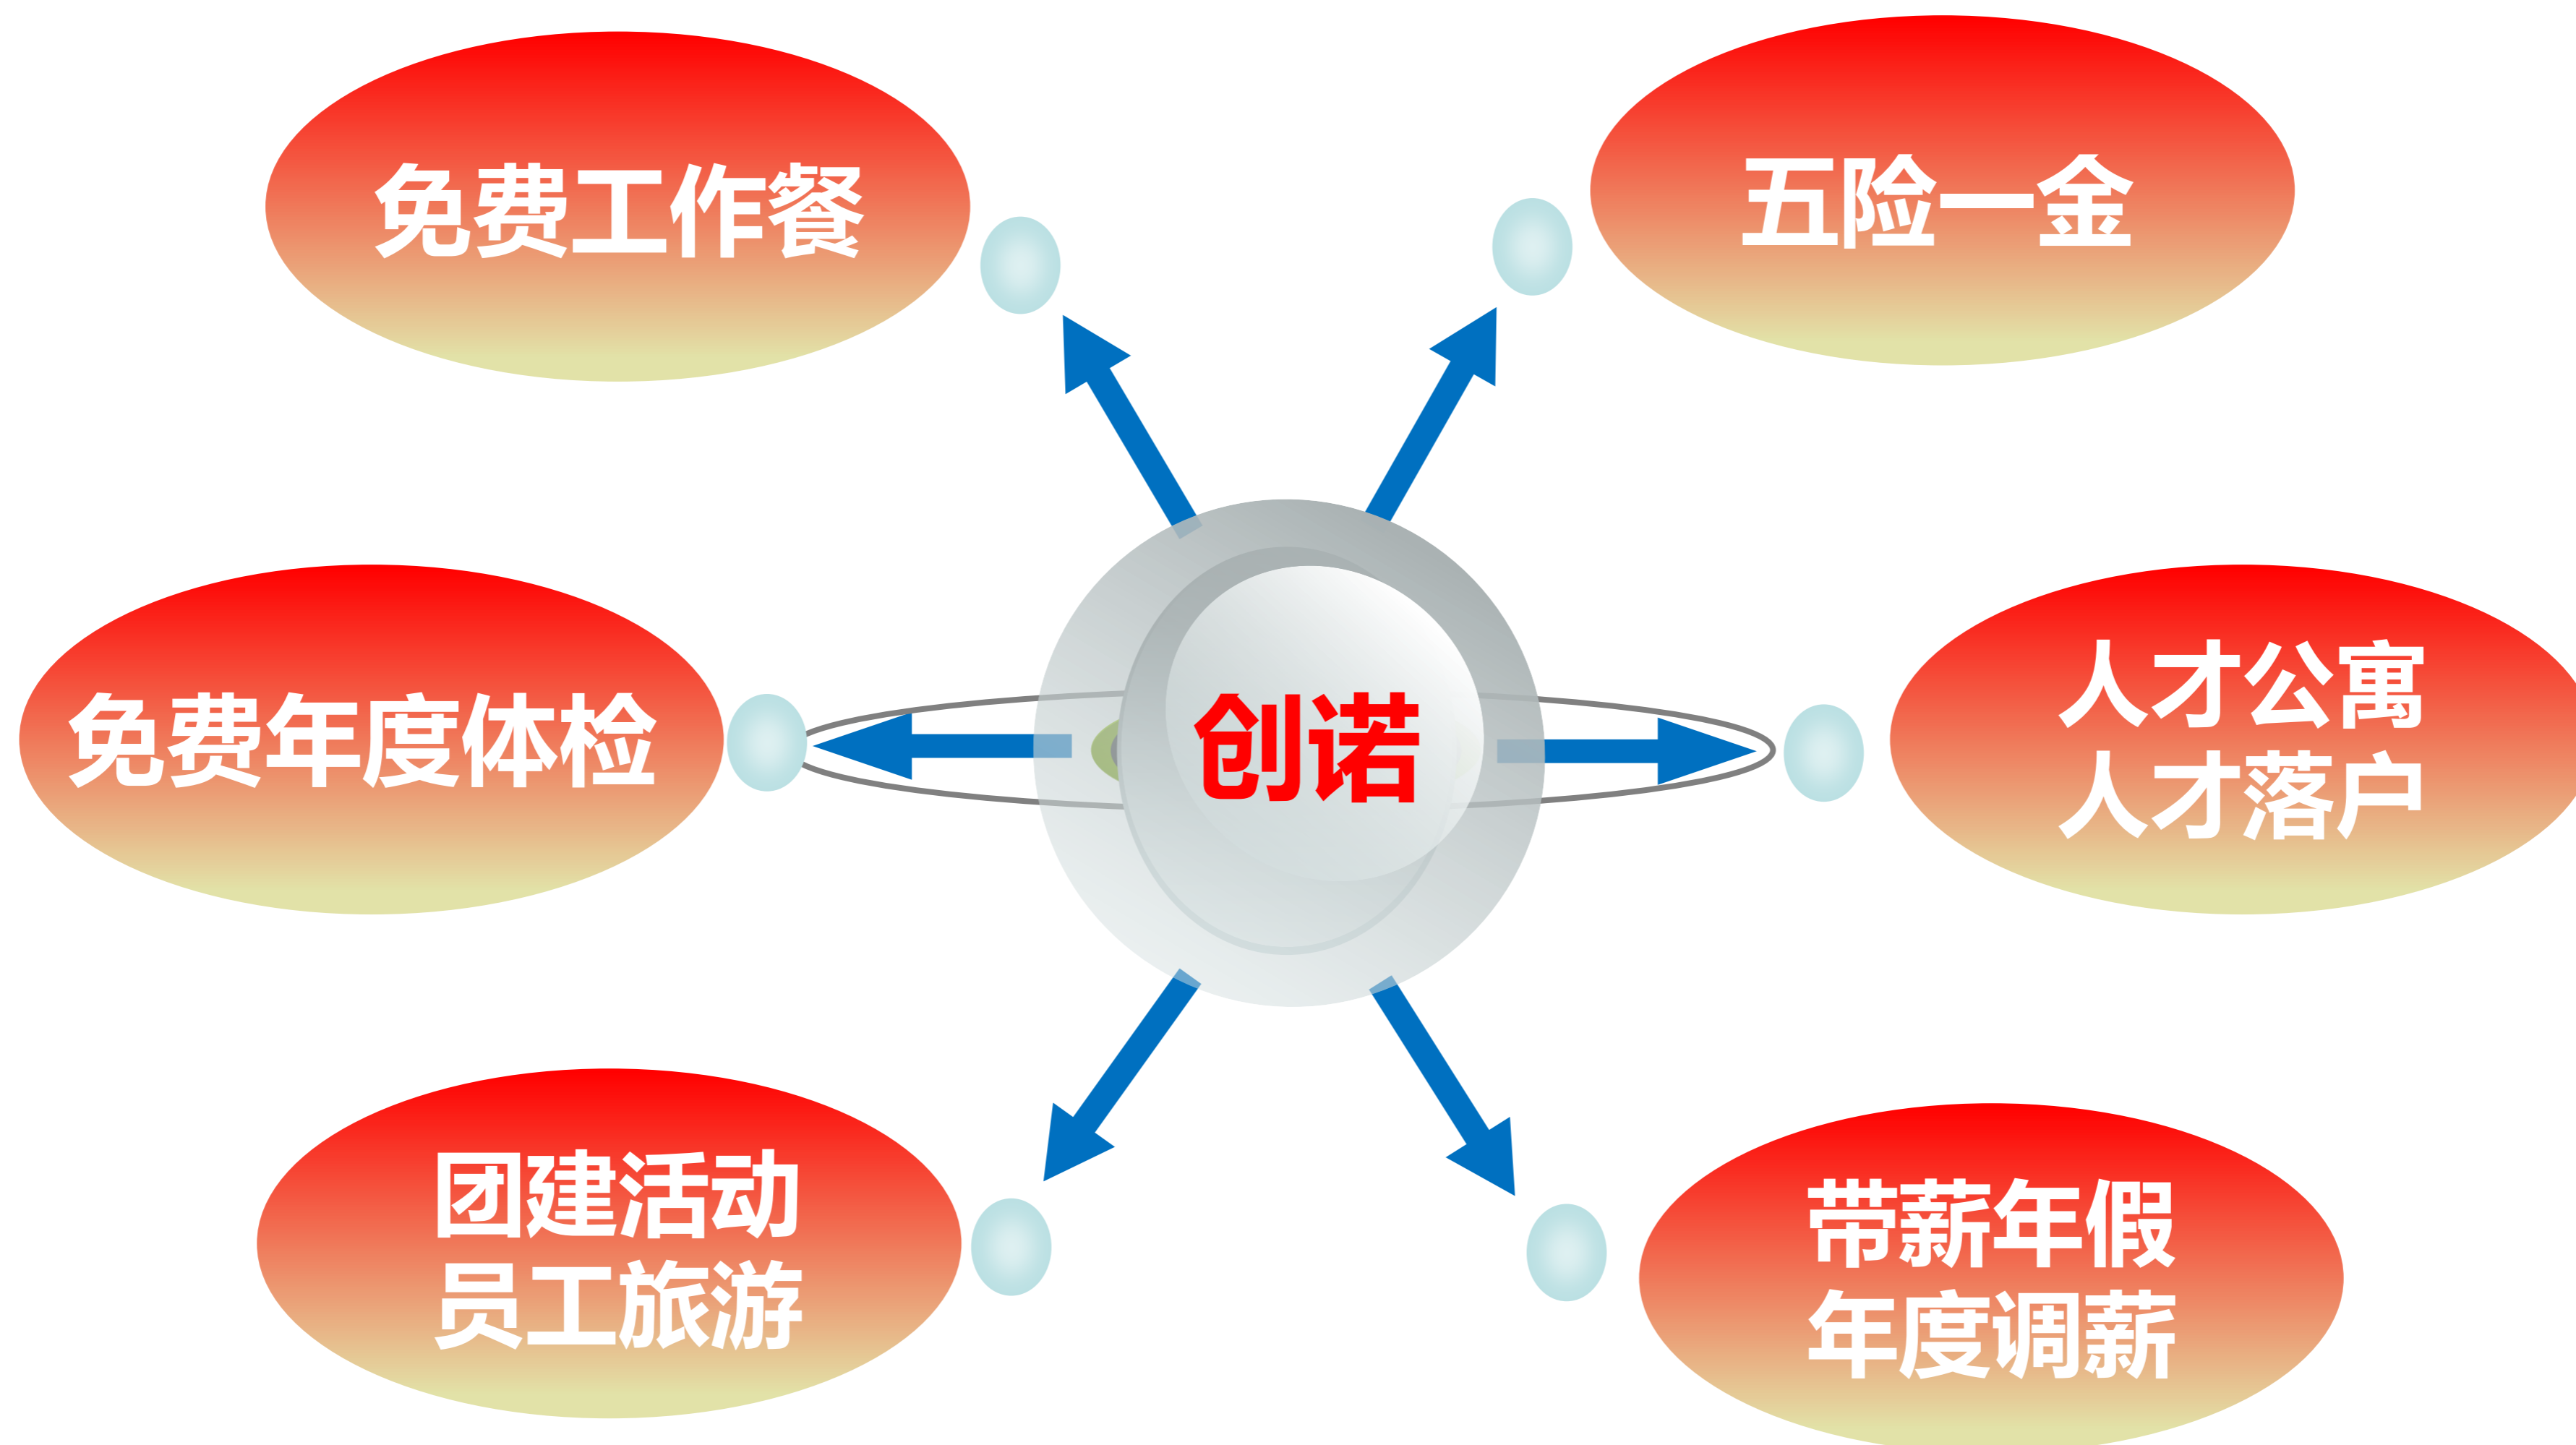 免费工作餐
五险一金
免费年度体检
创诺
人才公寓
人才落户
团建活动
员工旅游
带薪年假
年度调薪